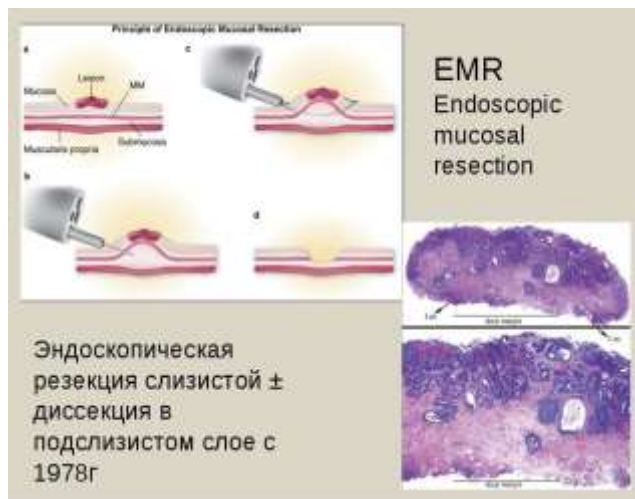 Principle of Endoscopic Mucosal Resection
a
c
Lesion
Mucosa
MM
Submucosa
Muscularis propria
b
d
EMR
Endoscopic
mucosal
resection
Эндоскопическая
резекция слизистой ±
диссекция в
подслизистом слое с
1978г